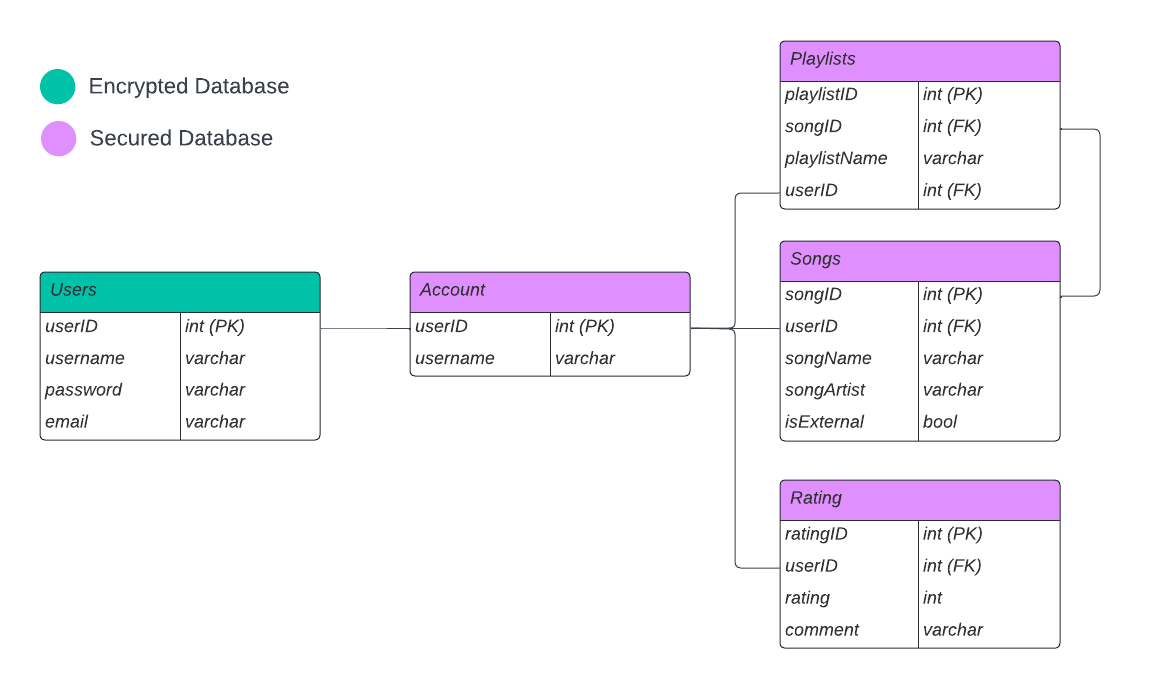 Encrypted Database
Secured Database
Users
userID int (PK)
username varchar
password varchar
email varchar
Account
userID int (PK)
username varchar
Playlists
playlistID int (PK)
songID int (FK)
playlistName varchar
userID int (FK)
Songs
songID int (PK)
userID int (FK)
songName varchar
songArtist varchar
isExternal bool
Rating
ratingID int (PK)
userID int (FK)
rating int
comment varchar